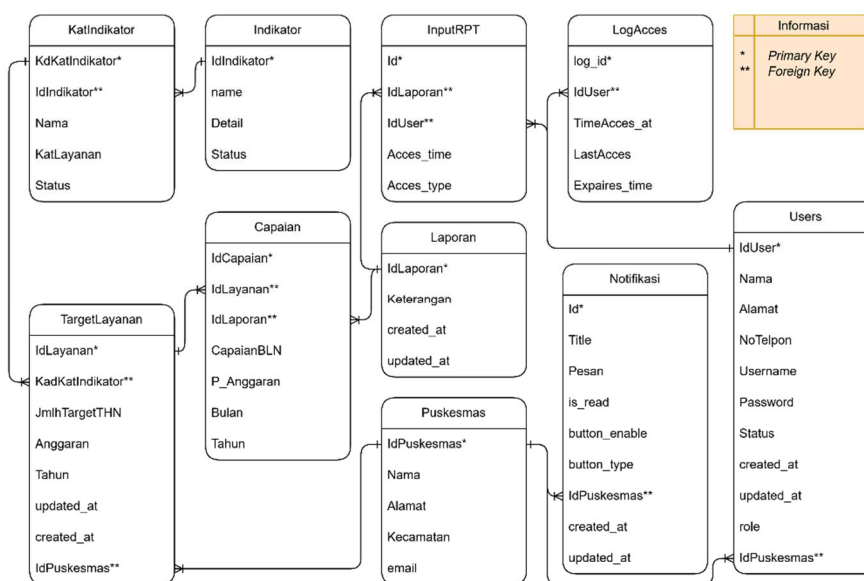 KatIndikator
KdKatIndikator*
IdIndikator**
Nama
KatLayanan
Status
Indikator
IdIndikator*
name
Detail
Status
InputRPT
Id*
IdLaporan**
IdUser**
Acces_time
Acces_type
LogAcces
log_id*
IdUser**
TimeAcces_at
LastAcces
Expaires_time
Informasi
* Primary Key
** Foreign Key
TargetLayanan
IdLayanan*
KadKatIndikator**
JmlhTargetTHN
Anggaran
Tahun
updated_at
created_at
IdPuskesmas**
Capaian
IdCapaian*
IdLayanan**
IdLaporan**
CapaianBLN
P_Anggaran
Bulan
Tahun
Laporan
IdLaporan*
Keterangan
created_at
updated_at
Puskesmas
IdPuskesmas*
Nama
Alamat
Kecamatan
email
Notifikasi
Id*
Title
Pesan
is_read
button_enable
button_type
IdPuskesmas**
created_at
updated_at
Users
IdUser*
Nama
Alamat
NoTelpon
Username
Password
Status
created_at
updated_at
role
IdPuskesmas**